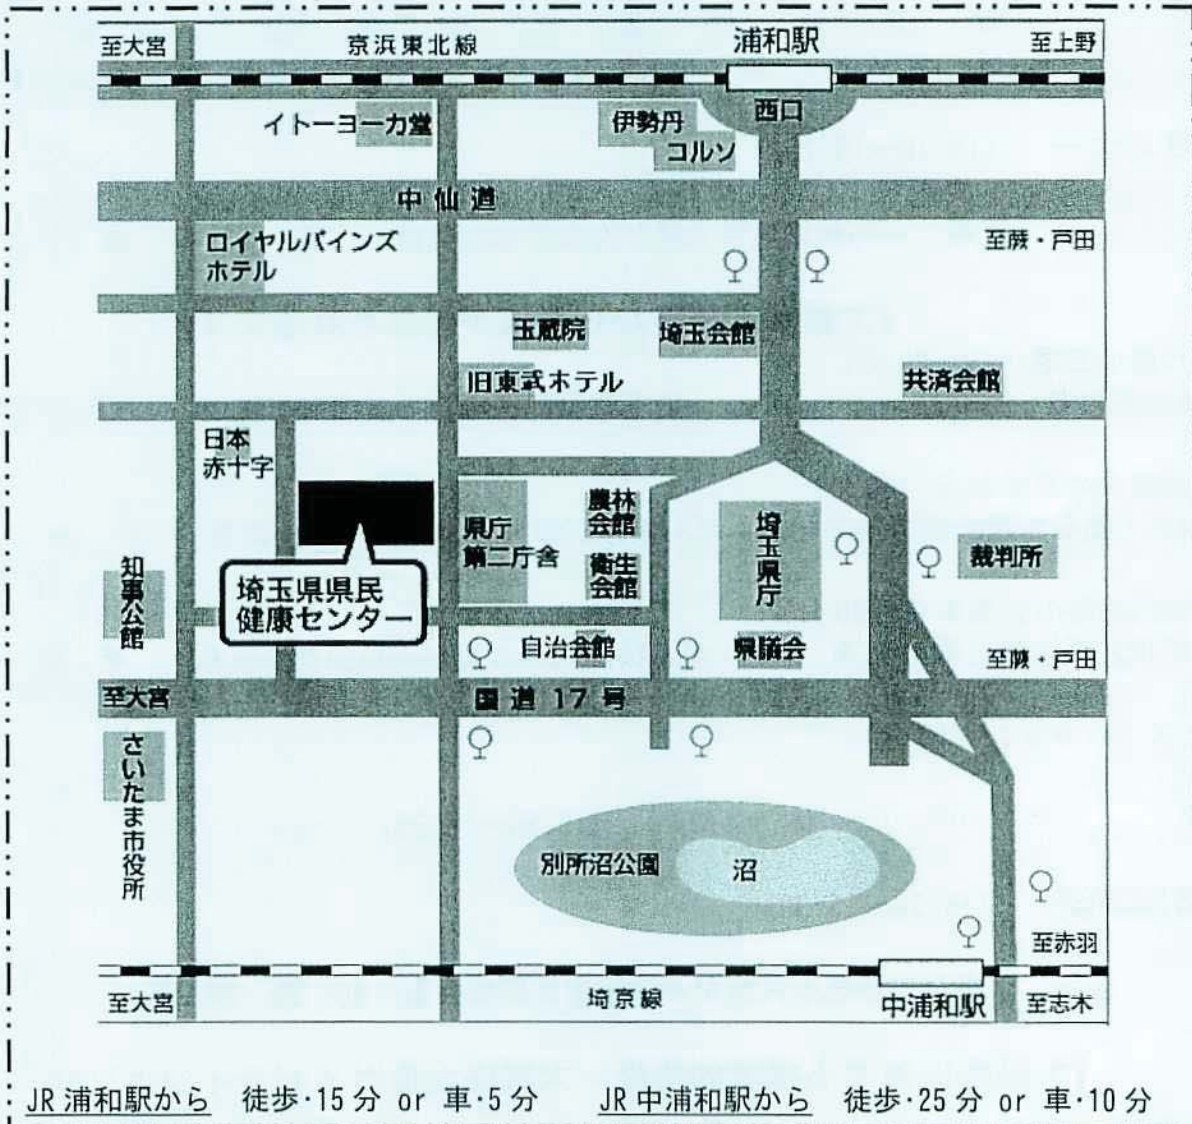 至大宮
京浜東北線
浦和駅
至上野
西口
イトーヨーカ堂
伊勢丹
コルソ
中仙道
ロイヤルパインズ
ホテル
至蕨・戸田
玉蔵院
埼玉会館
旧東武ホテル
共済会館
日本
赤十字
県庁
第二庁舎
農林
会館
衛生
会館
埼玉県庁
裁判所
知事公館
埼玉県県民
健康センター
自治会館
県議会
至蕨・戸田
至大宮
国道17号
さいたま市役所
別所沼公園
沼
至赤羽
至大宮
埼京線
中浦和駅
至志木
JR 浦和駅から 徒歩・15分 or 車・5分 JR 中浦和駅から 徒歩・25分 or 車・10分